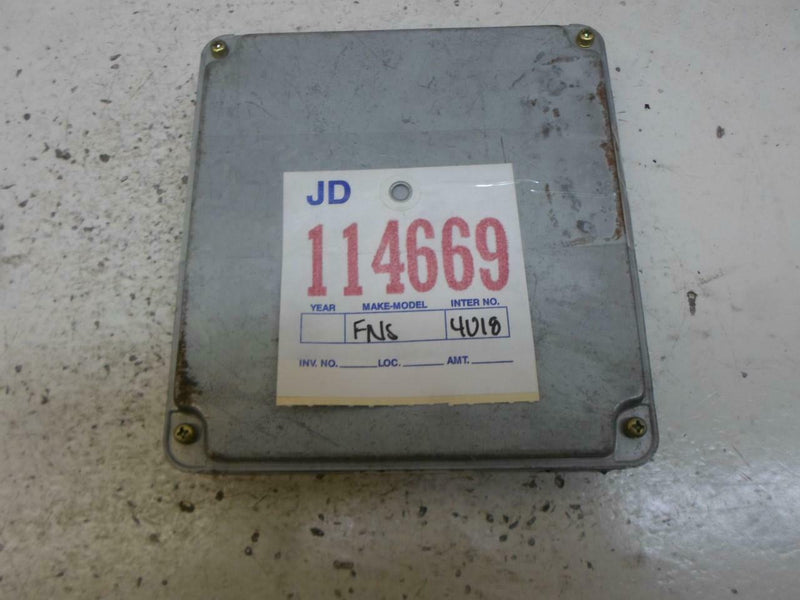 JD
114669
YEAR MAKE-MODEL INTER NO.
FNS 4U18
INV. NO. LOC. AMT.